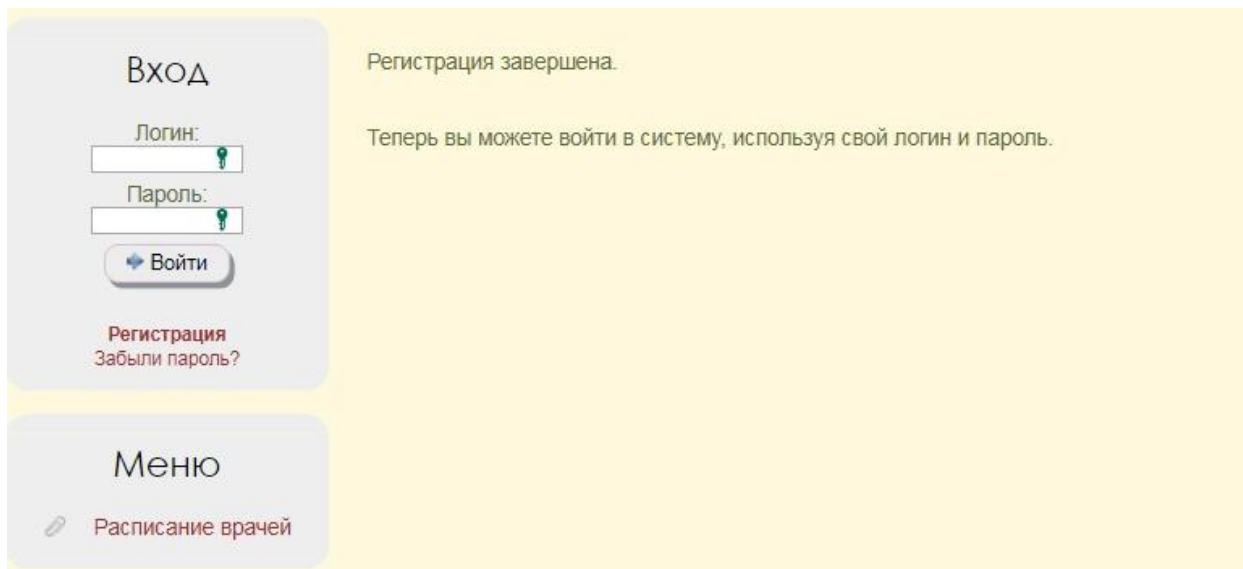 Вход
Логин:
Пароль:
Войти
Регистрация
Забыли пароль?
Меню
Расписание врачей
Регистрация завершена.
Теперь вы можете войти в систему, используя свой логин и пароль.